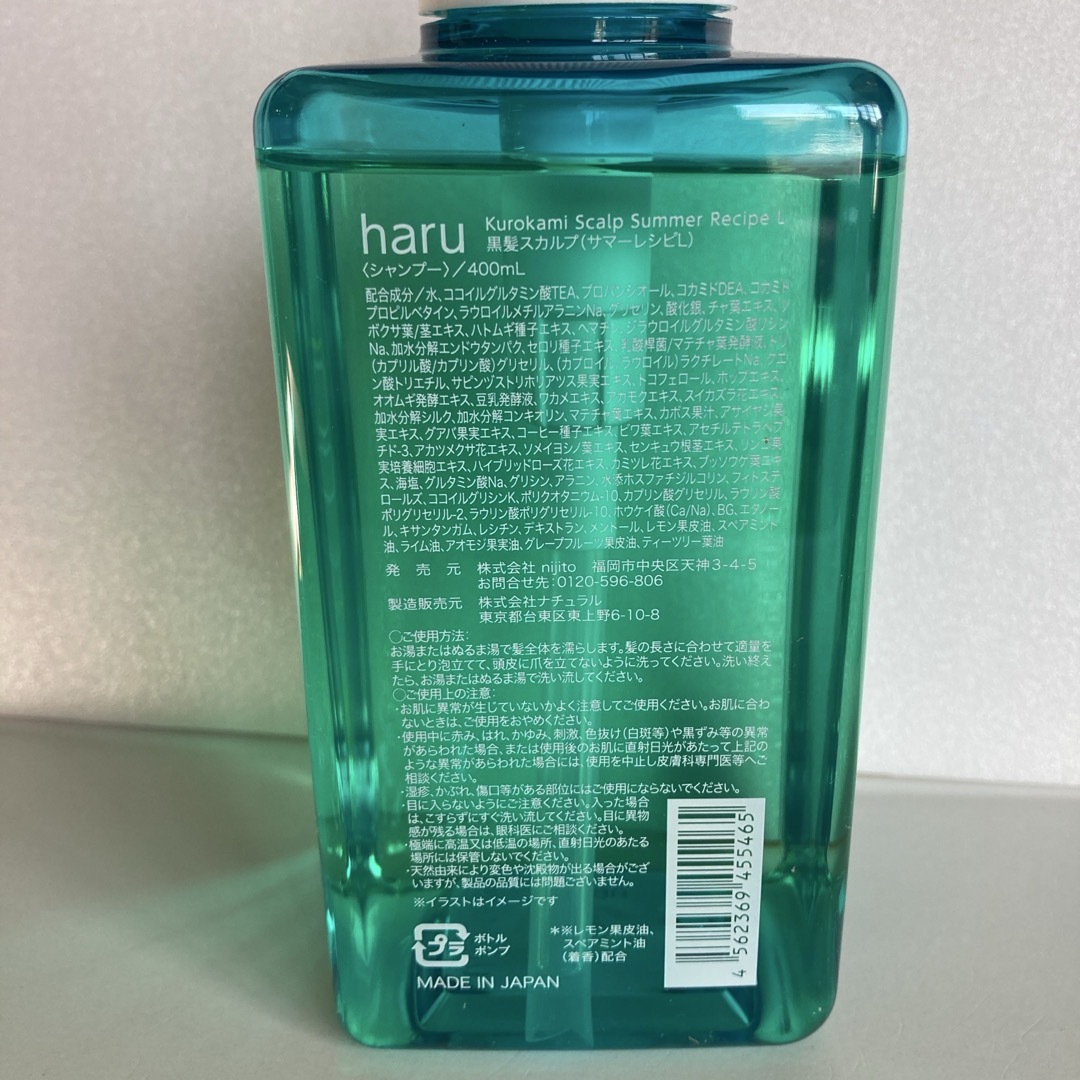 haru Kurokami Scalp Summer Recipe L
黒髪スカルプ(サマーレシピL)
〈シャンプー〉/400mL
配合成分/水、ココイルグルタミン酸TEA、プロパンジオール、コカミドDEA、コカミド
プロピルベタイン、ラウロイルメチルアラニンNa、グリセリン、酸化銀、チャ葉エキス、
ボクサ葉/茎エキス、ハトムギ種子エキス、ヘマチン、ジラウロイルグルタミン酸リシン
Na、加水分解エンドウタンパク、セロリ種子エキス、乳酸桿菌/マテチャ葉発酵液、トリ
(カプリル酸/カプリン酸)グリセリル、(カプロイル/ラウロイル)ラクチレートNa、クエ
ン酸トリエチル、サピンヅストリホリアツス果実エキス、トコフェロール、ホップエキス、
オオムギ発酵エキス、豆乳発酵液、ワカメエキス、アカモクエキス、スイカズラ花エキス、
加水分解シルク、加水分解コンキオリン、マテチャ葉エキス、カボス果汁、アサイヤシ果
実エキス、グアバ果実エキス、コーヒー種子エキス、ビワ葉エキス、アセチルテトラペプ
チド-3、アカツメクサ花エキス、ソメイヨシノ葉エキス、センキュウ根茎エキス、リンゴ果
実培養細胞エキス、ハイブリッドローズ花エキス、カミツレ花エキス、ブッソウゲ葉エキ
ス、海塩、グルタミン酸Na、グリシン、アラニン、水添ホスファチジルコリン、フィトステ
ロールズ、ココイルグリシンK、ポリクオタニウム-10、カプリン酸グリセリル、ラウリン酸
ポリグリセリル-2、ラウリン酸ポリグリセリル-10、ホウケイ酸(Ca/Na)、BG、エタノー
ル、キサンタンガム、レシチン、デキストラン、メントール、レモン果皮油、スペアミント
油、ライム油、アオモジ果実油、グレープフルーツ果皮油、ティーツリー葉油
発売元 株式会社 nijito 福岡市中央区天神3-4-5
お問合せ先:0120-596-806
製造販売元 株式会社ナチュラル
東京都台東区東上野6-10-8
○ご使用方法:
お湯またはぬるま湯で髪全体を濡らします。髪の長さに合わせて適量を
手にとり泡立てて、頭皮に爪を立てないように洗ってください。洗い終え
たら、お湯またはぬるま湯で洗い流してください。
○ご使用上の注意:
・お肌に異常が生じていないかよく注意してご使用ください。お肌に合わ
ないときは、ご使用をおやめください。
・使用中に赤み、はれ、かゆみ、刺激、色抜け(白斑等)や黒ずみ等の異常
があらわれた場合、または使用後のお肌に直射日光があたって上記の
ような異常があらわれた場合には、使用を中止し皮膚科専門医等へご
相談ください。
・湿疹、かぶれ、傷口等がある部位にはご使用にならないでください。
・目に入らないようにご注意ください。入った場合
は、こすらずにすぐ洗い流してください。目に異物
感が残る場合は、眼科医にご相談ください。
・極端に高温又は低温の場所、直射日光のあたる
場所には保管しないでください。
・天然由来により変色や沈殿物が出る場合がござ
いますが、製品の品質には問題ございません。
※イラストはイメージです
プラ ボトル
ポンプ
＊※レモン果皮油、
スペアミント油
(着香)配合
MADE IN JAPAN
4 562369 455465